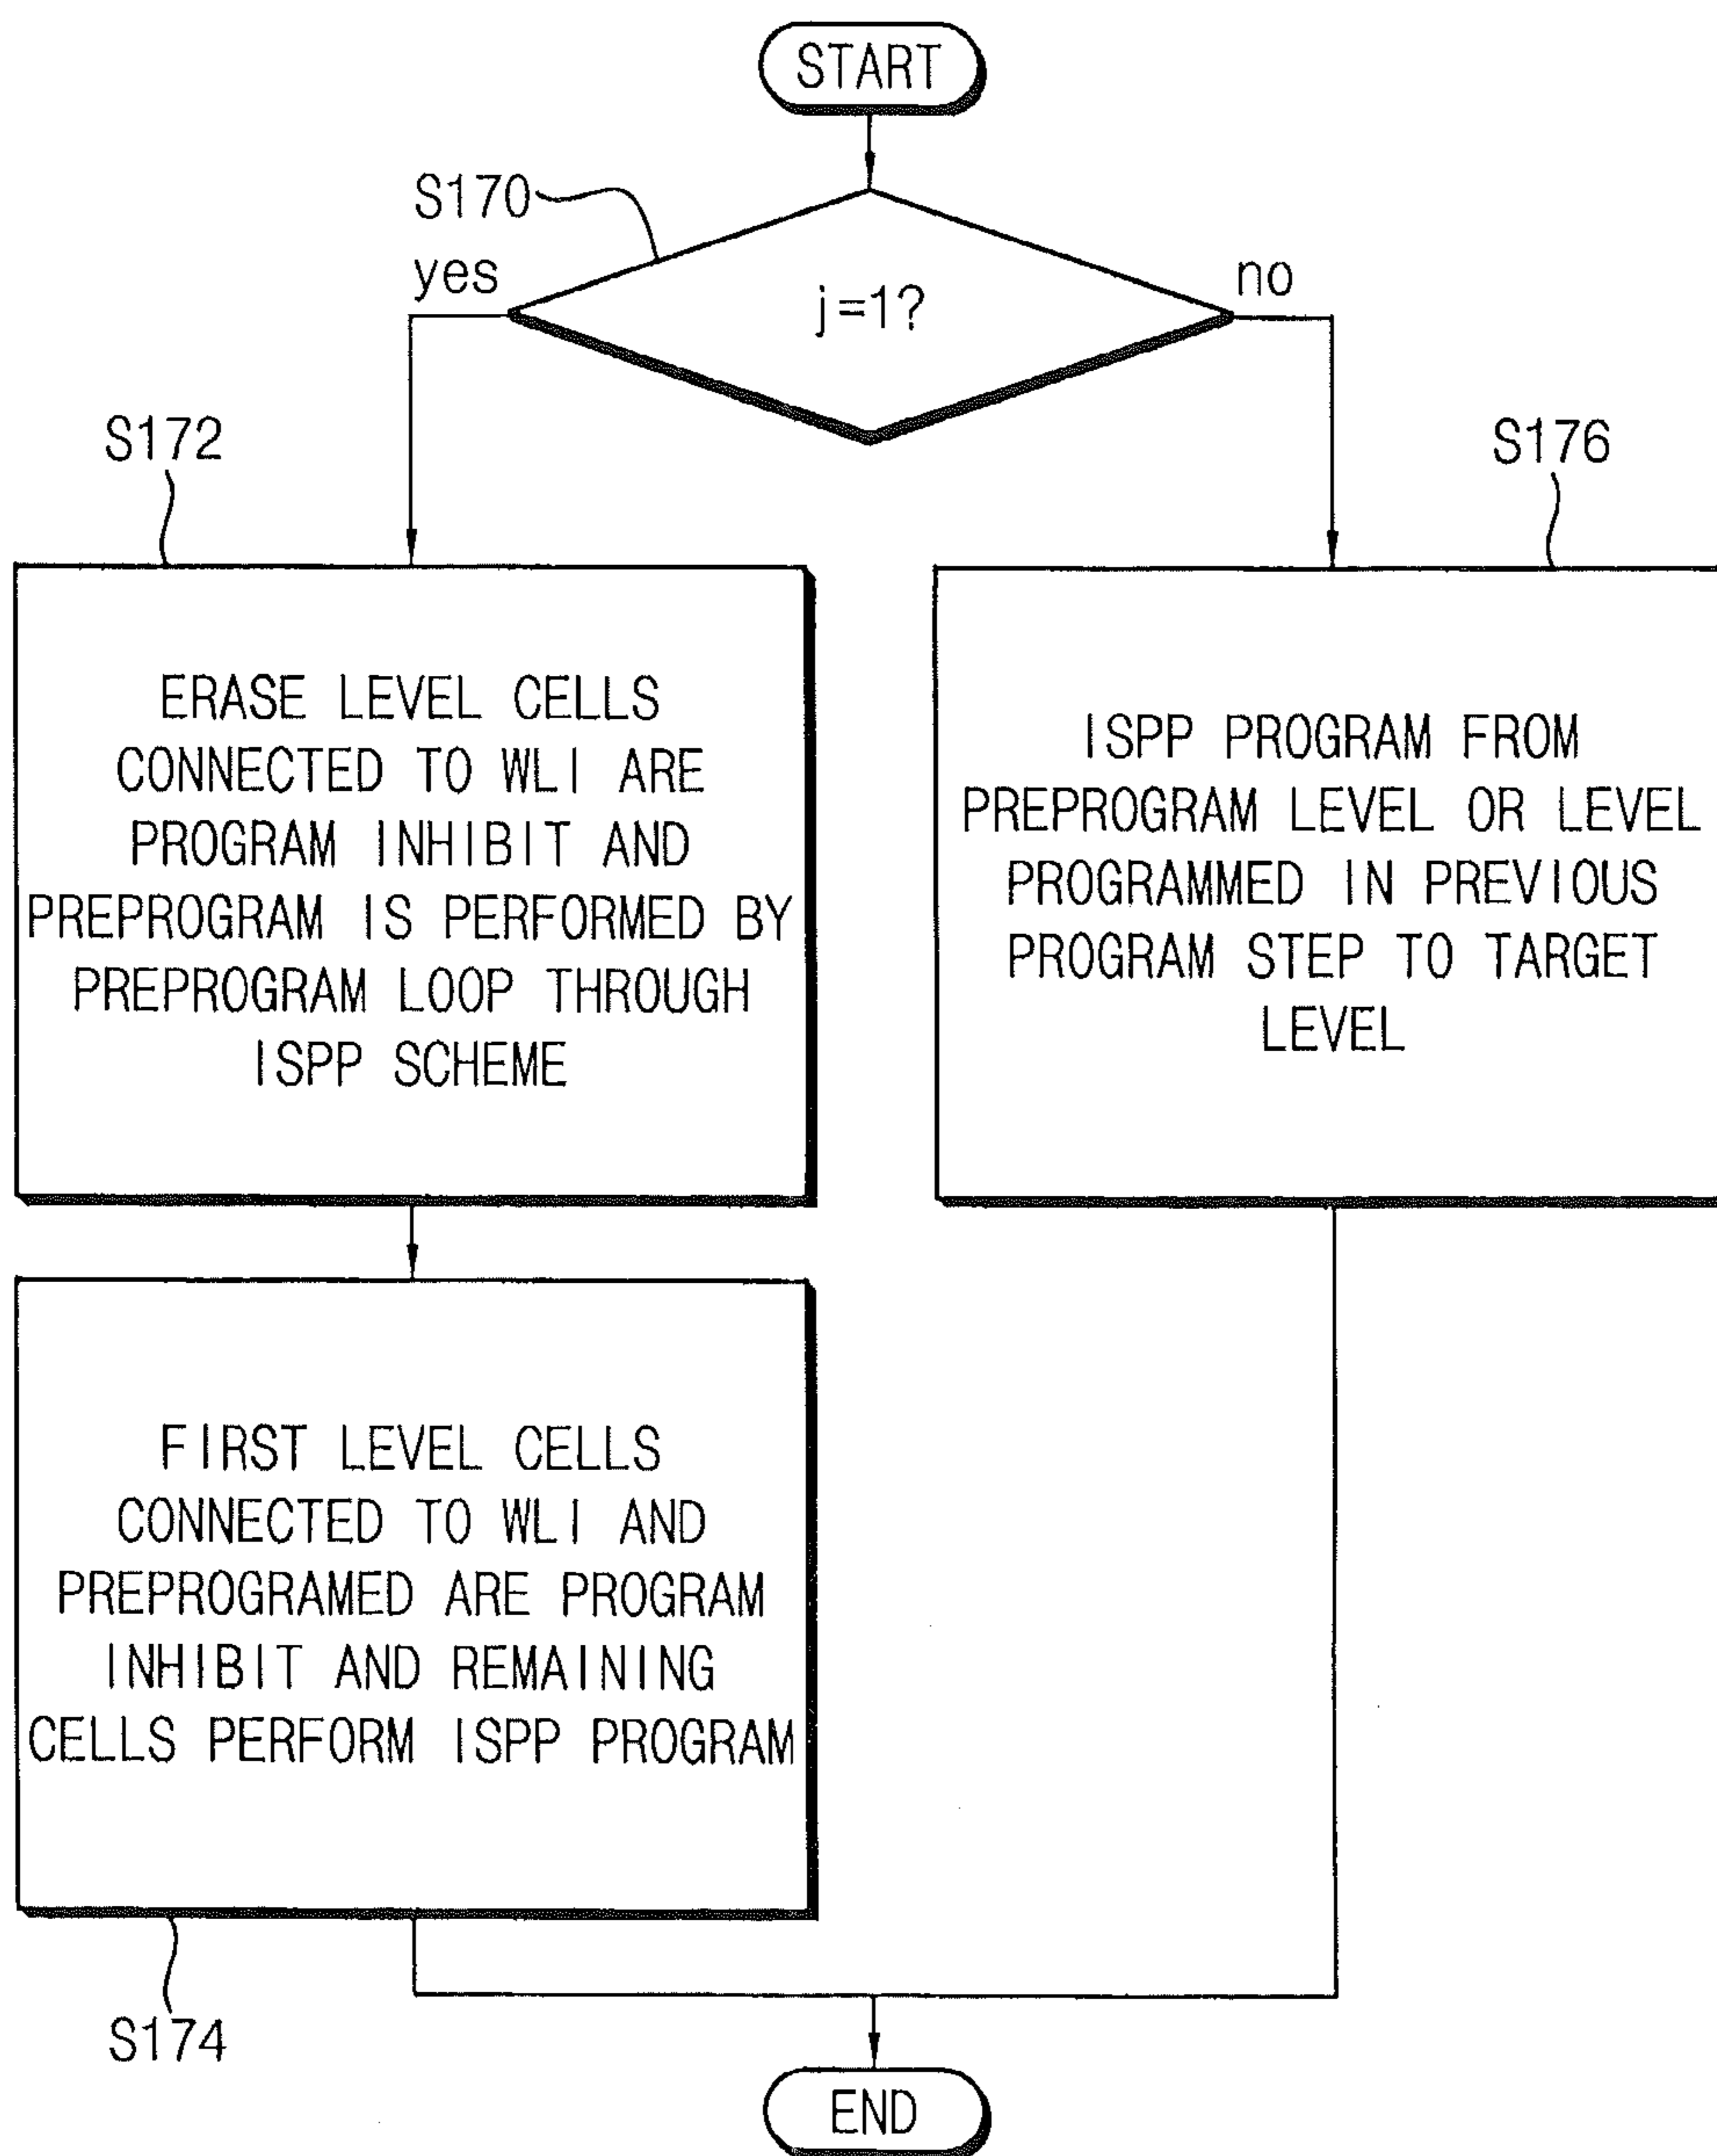 START
S170
yes
j=1?
no
S172
ERASE LEVEL CELLS
CONNECTED TO WLI ARE
PROGRAM INHIBIT AND
PREPROGRAM IS PERFORMED BY
PREPROGRAM LOOP THROUGH
ISPP SCHEME
S176
ISPP PROGRAM FROM
PREPROGRAM LEVEL OR LEVEL
PROGRAMMED IN PREVIOUS
PROGRAM STEP TO TARGET
LEVEL
FIRST LEVEL CELLS
CONNECTED TO WLI AND
PREPROGRAMED ARE PROGRAM
INHIBIT AND REMAINING
CELLS PERFORM ISPP PROGRAM
S174
END